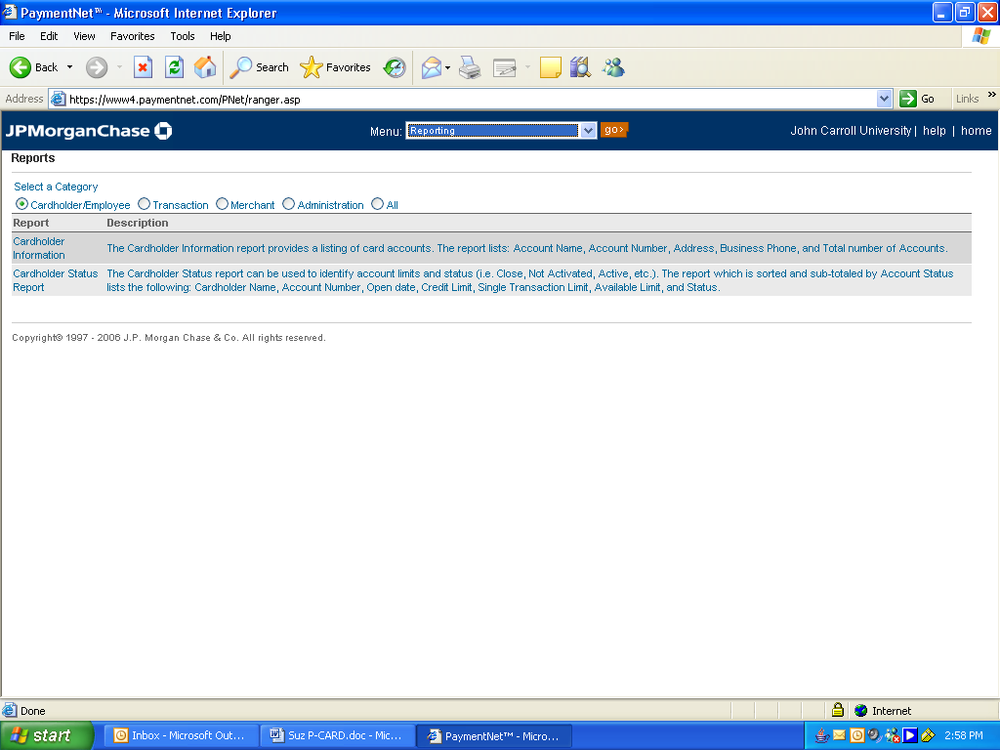 PaymentNet™ - Microsoft Internet Explorer
File Edit View Favorites Tools Help
Back Search Favorites
Address https://www4.paymentnet.com/PNet/ranger.asp Go Links »
JPMorganChase Menu: Reporting go› John Carroll University | help | home
Reports
Select a Category
Cardholder/Employee Transaction Merchant Administration All
Report Description
Cardholder Information
The Cardholder Information report provides a listing of card accounts. The report lists: Account Name, Account Number, Address, Business Phone, and Total number of Accounts.
Cardholder Status Report
The Cardholder Status report can be used to identify account limits and status (i.e. Close, Not Activated, Active, etc.). The report which is sorted and sub-totaled by Account Status
lists the following: Cardholder Name, Account Number, Open date, Credit Limit, Single Transaction Limit, Available Limit, and Status.
Copyright© 1997 - 2006 J.P. Morgan Chase & Co. All rights reserved.
Done Internet
start Inbox - Microsoft Out... Suz P-CARD.doc - Mic... PaymentNet™ - Micro... 2:58 PM